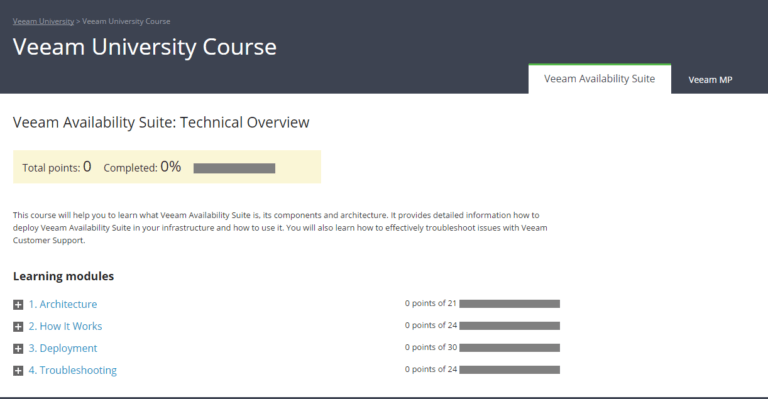 Veeam University > Veeam University Course
Veeam University Course
Veeam Availability Suite
Veeam MP
Veeam Availability Suite: Technical Overview
Total points: 0 Completed: 0%
This course will help you to learn what Veeam Availability Suite is, its components and architecture. It provides detailed information how to
deploy Veeam Availability Suite in your infrastructure and how to use it. You will also learn how to effectively troubleshoot issues with Veeam
Customer Support.
Learning modules
1. Architecture 0 points of 21
2. How It Works 0 points of 24
3. Deployment 0 points of 30
4. Troubleshooting 0 points of 24